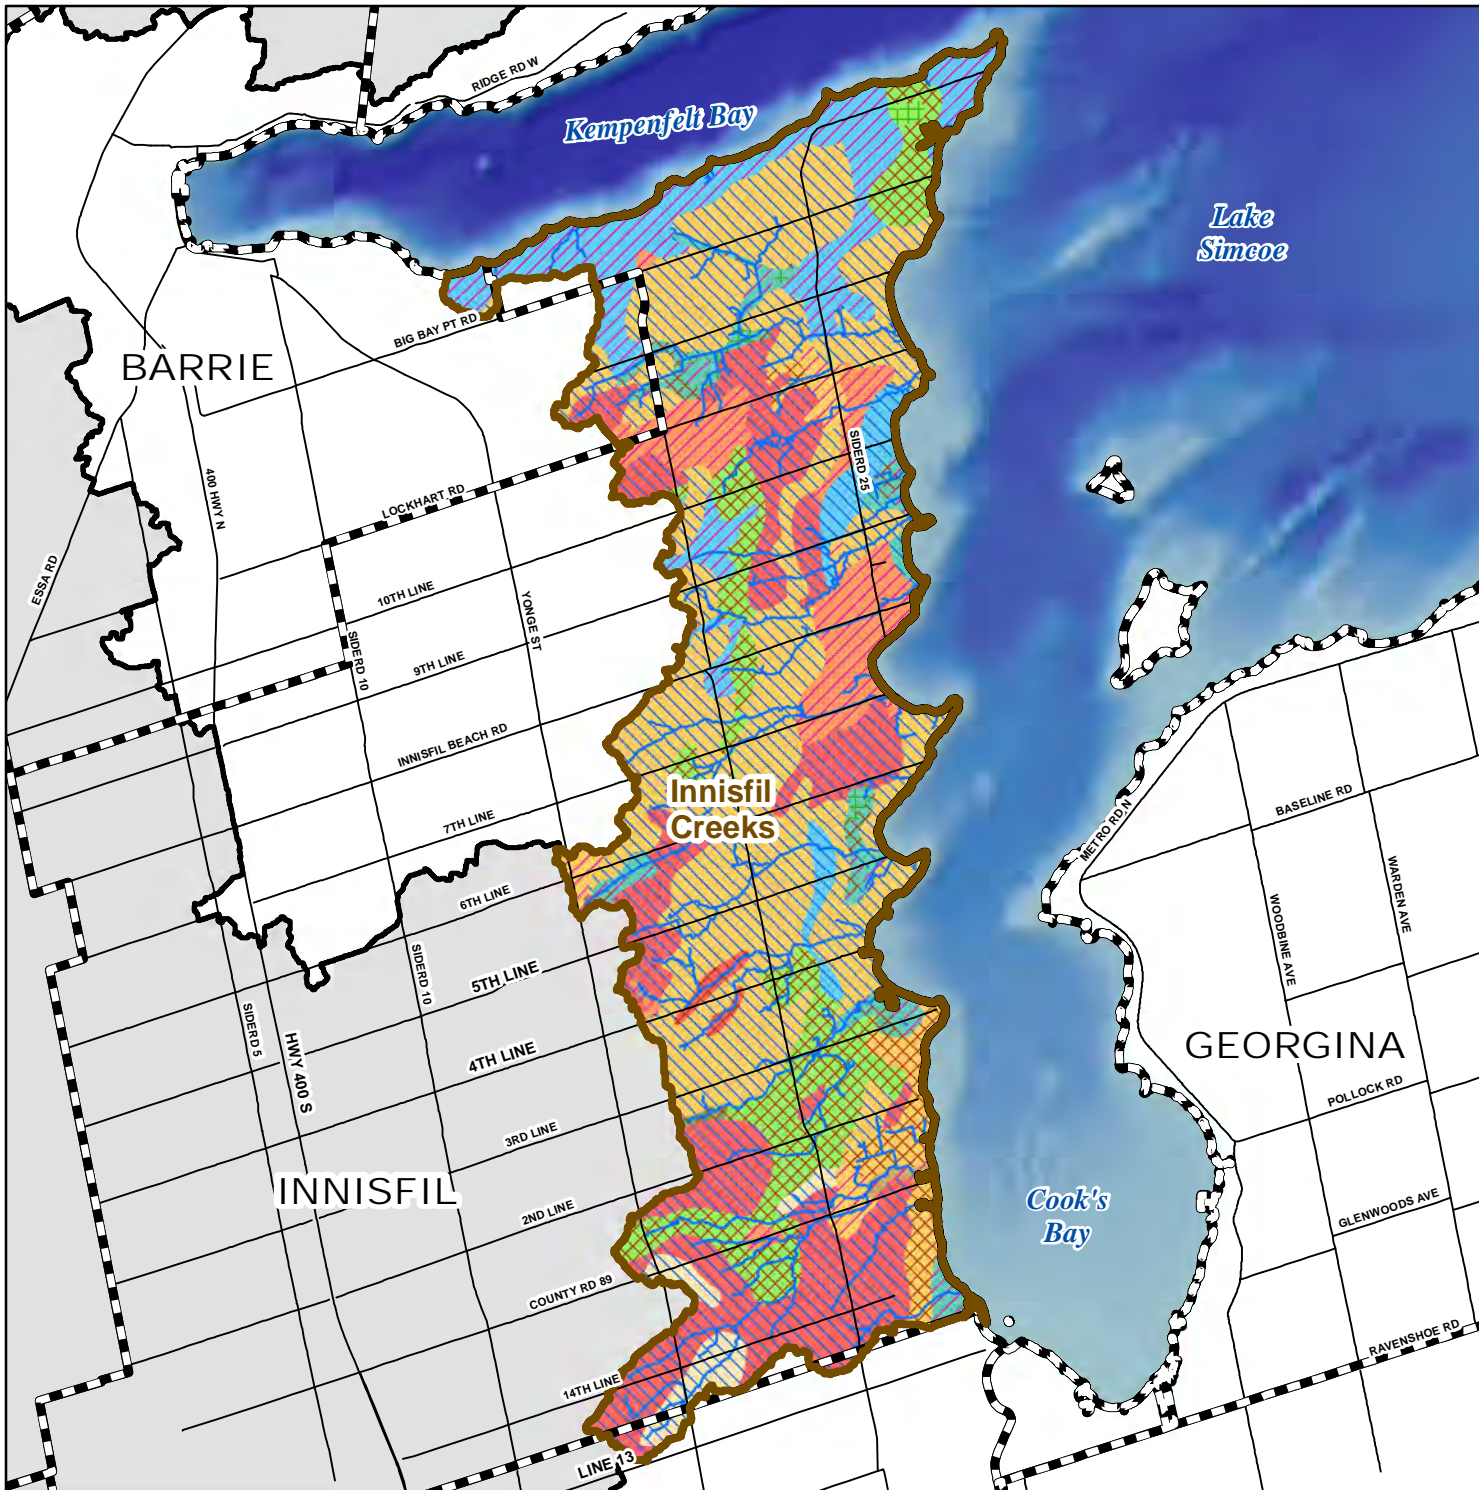 RIDGE RD W
Kempenfelt Bay
Lake
Simcoe
BIG BAY PT RD
BARRIE
400 HWY N
LOCKHART RD
SIDERD 25
ESSA RD
10TH LINE
YONGE ST
SIDERD 10
9TH LINE
INNISFIL BEACH RD
Innisfil
Creeks
7TH LINE
METRO RD N
BASELINE RD
WARDEN AVE
6TH LINE
WOODBINE AVE
SIDERD 10
5TH LINE
SIDERD 5
HWY 400 S
4TH LINE
GEORGINA
POLLOCK RD
3RD LINE
INNISFIL
2ND LINE
Cook's
Bay
GLENWOODS AVE
COUNTY RD 89
RAVENSHOE RD
14TH LINE
LINE 13